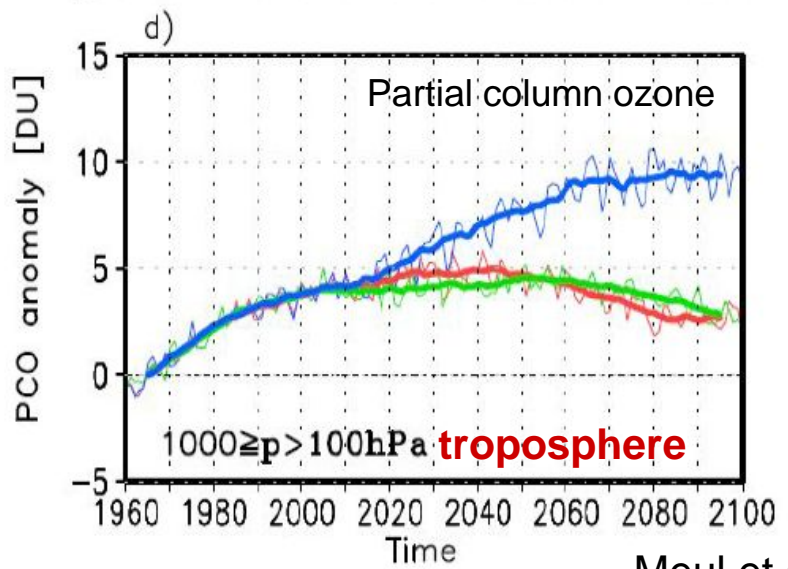 d)
Partial column ozone
PCO anomaly [DU]
15
10
5
0
−5
1000≧p>100hPa troposphere
1960 1980 2000 2020 2040 2060 2080 2100
Time